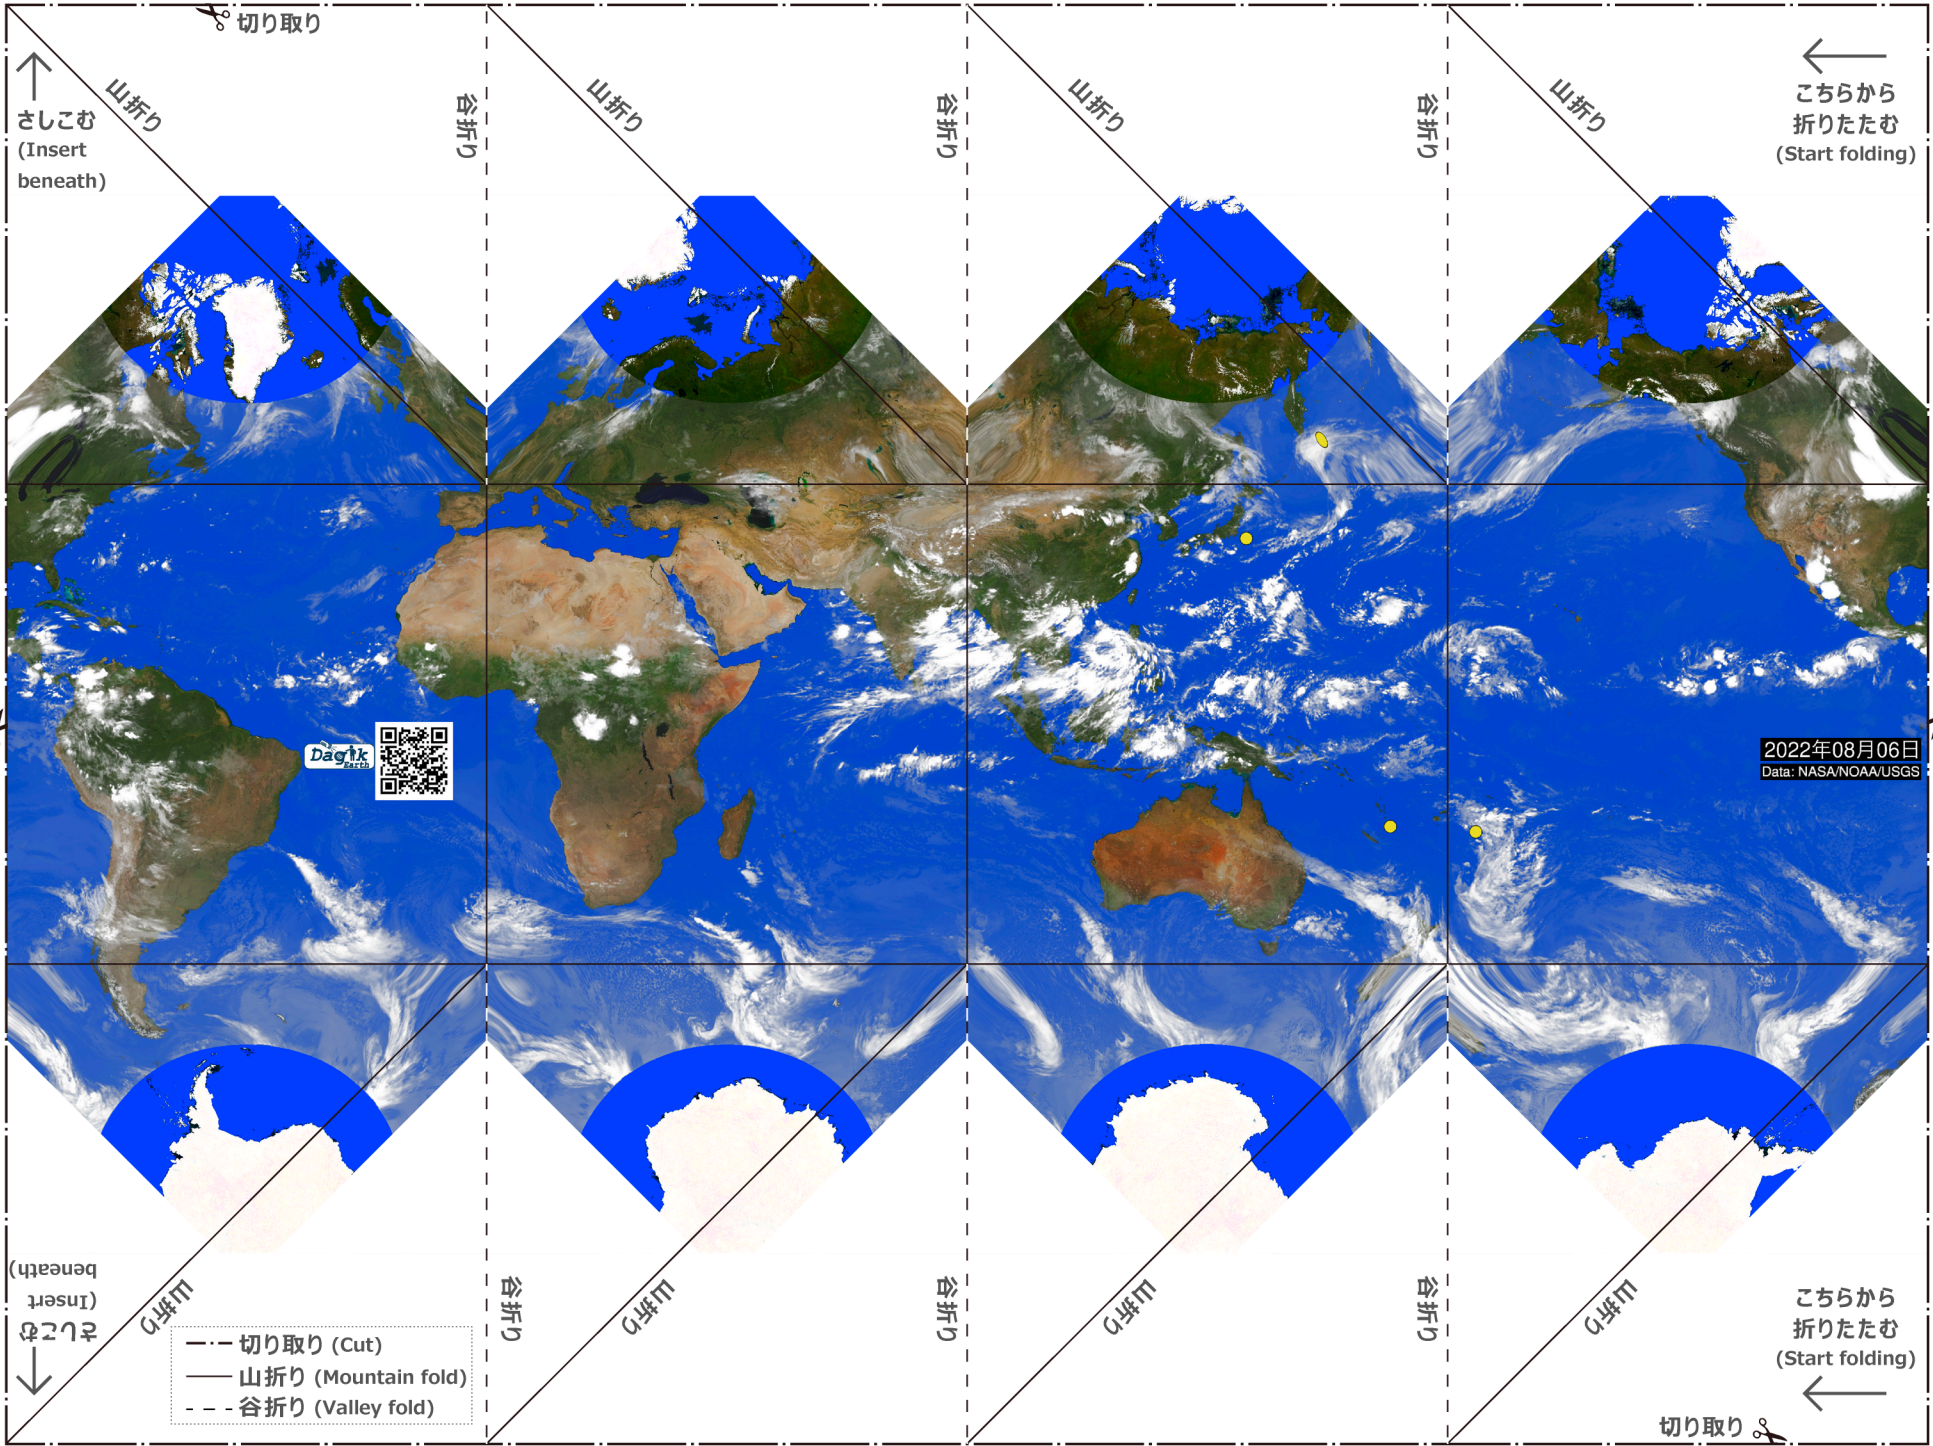 切り取り
山折り
谷折り
山折り
谷折り
山折り
谷折り
山折り
さしこむ
(Insert
beneath)
こちらから
折りたたむ
(Start folding)
Dagik
Earth
2022年08月06日
Data: NASA/NOAA/USGS
さしこむ
(Insert
beneath)
山折り
谷折り
山折り
谷折り
山折り
谷折り
山折り
こちらから
折りたたむ
(Start folding)
切り取り (Cut)
山折り (Mountain fold)
谷折り (Valley fold)
切り取り